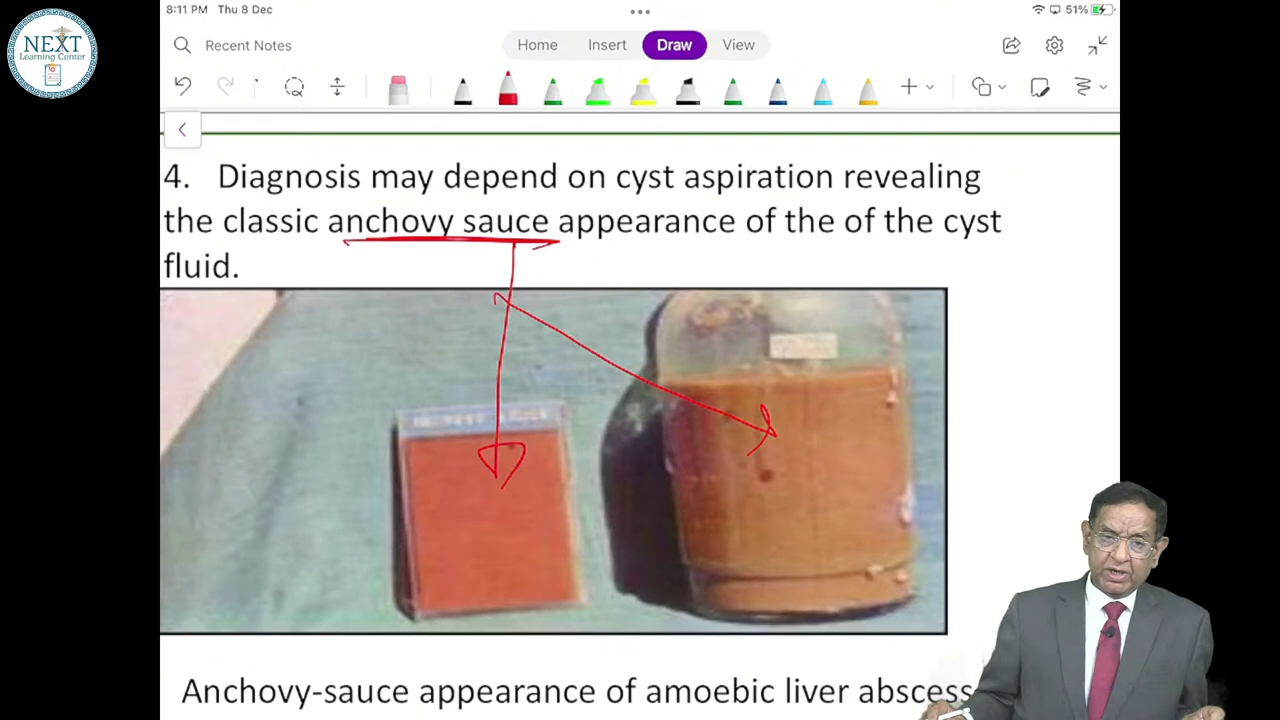 8:11 PM Thu 8 Dec
51%
NEXT
Learning Center
Recent Notes
Home Insert Draw View
4. Diagnosis may depend on cyst aspiration revealing
the classic anchovy sauce appearance of the of the cyst
fluid.
SAUCE
Anchovy-sauce appearance of amoebic liver abscess